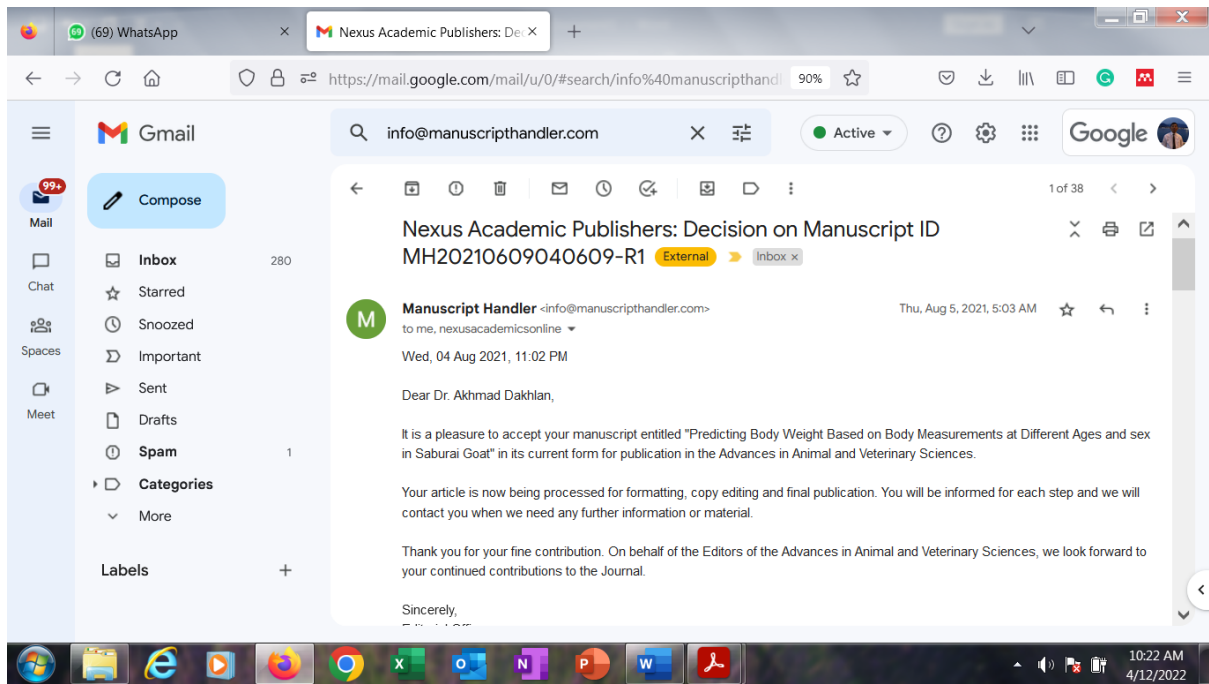 (69) WhatsApp
Nexus Academic Publishers: Dec
https://mail.google.com/mail/u/0/#search/info%40manuscripthandl
90%
Gmail
info@manuscripthandler.com
Active
Google
99+
Mail
Chat
Spaces
Meet
Compose
Inbox 280
Starred
Snoozed
Important
Sent
Drafts
Spam 1
Categories
More
Labels
1 of 38
Nexus Academic Publishers: Decision on Manuscript ID
MH20210609040609-R1 External Inbox ×
M
Manuscript Handler <info@manuscripthandler.com> Thu, Aug 5, 2021, 5:03 AM
to me, nexusacademicsonline
Wed, 04 Aug 2021, 11:02 PM
Dear Dr. Akhmad Dakhlan,
It is a pleasure to accept your manuscript entitled "Predicting Body Weight Based on Body Measurements at Different Ages and sex
in Saburai Goat" in its current form for publication in the Advances in Animal and Veterinary Sciences.
Your article is now being processed for formatting, copy editing and final publication. You will be informed for each step and we will
contact you when we need any further information or material.
Thank you for your fine contribution. On behalf of the Editors of the Advances in Animal and Veterinary Sciences, we look forward to
your continued contributions to the Journal.
Sincerely,
10:22 AM
4/12/2022